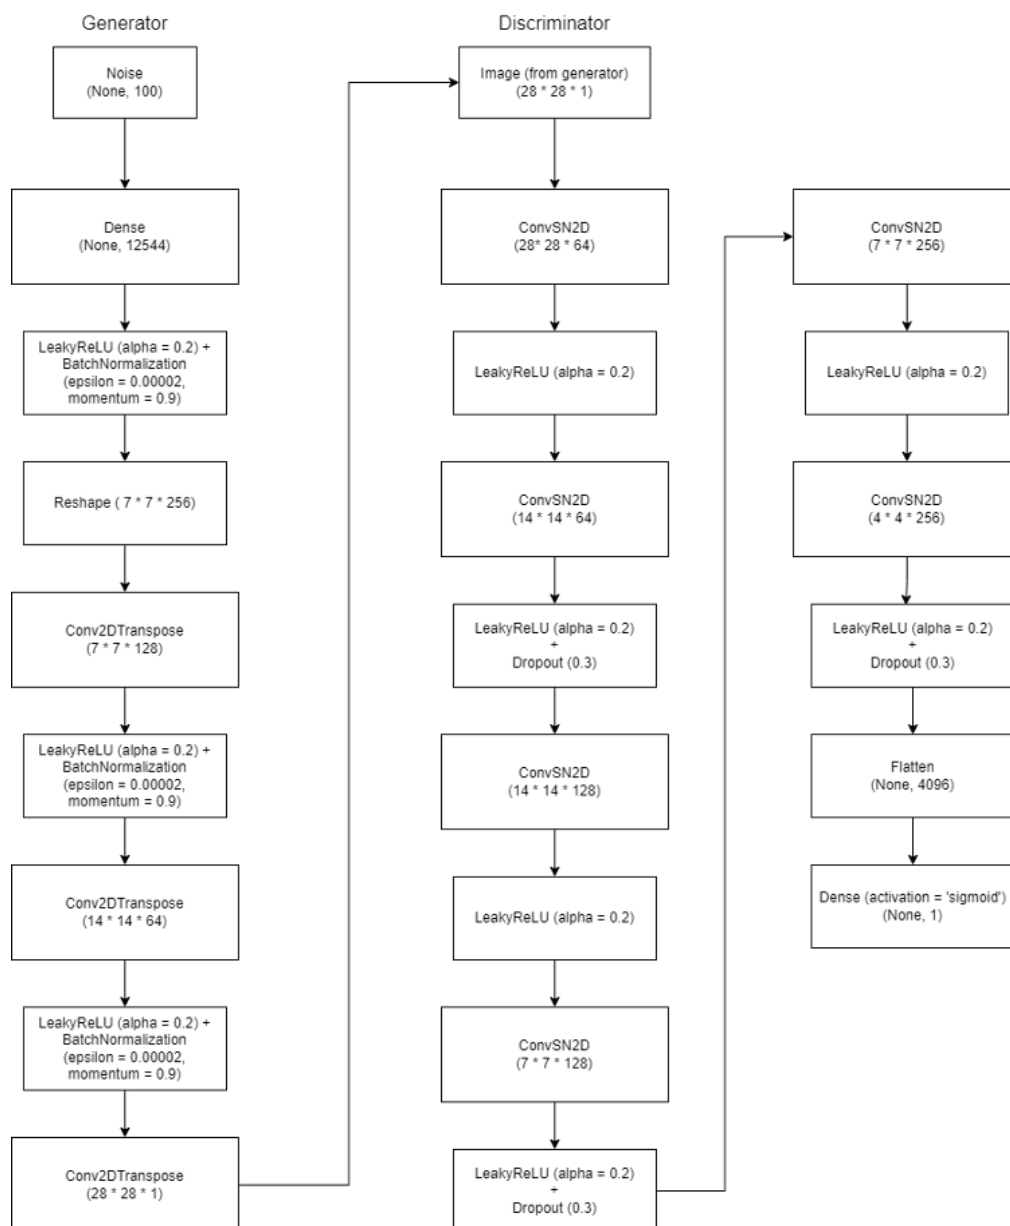 Generator
Noise
(None, 100)
Dense
(None, 12544)
LeakyReLU (alpha = 0.2) +
BatchNormalization
(epsilon = 0.00002,
momentum = 0.9)
Reshape ( 7 * 7 * 256)
Conv2DTranspose
(7 * 7 * 128)
LeakyReLU (alpha = 0.2) +
BatchNormalization
(epsilon = 0.00002,
momentum = 0.9)
Conv2DTranspose
(14 * 14 * 64)
LeakyReLU (alpha = 0.2) +
BatchNormalization
(epsilon = 0.00002,
momentum = 0.9)
Conv2DTranspose
(28 * 28 * 1)
Discriminator
Image (from generator)
(28 * 28 * 1)
ConvSN2D
(28* 28 * 64)
LeakyReLU (alpha = 0.2)
ConvSN2D
(14 * 14 * 64)
LeakyReLU (alpha = 0.2)
+
Dropout (0.3)
ConvSN2D
(14 * 14 * 128)
LeakyReLU (alpha = 0.2)
ConvSN2D
(7 * 7 * 128)
LeakyReLU (alpha = 0.2)
+
Dropout (0.3)
ConvSN2D
(7 * 7 * 256)
LeakyReLU (alpha = 0.2)
ConvSN2D
(4 * 4 * 256)
LeakyReLU (alpha = 0.2)
+
Dropout (0.3)
Flatten
(None, 4096)
Dense (activation = 'sigmoid')
(None, 1)